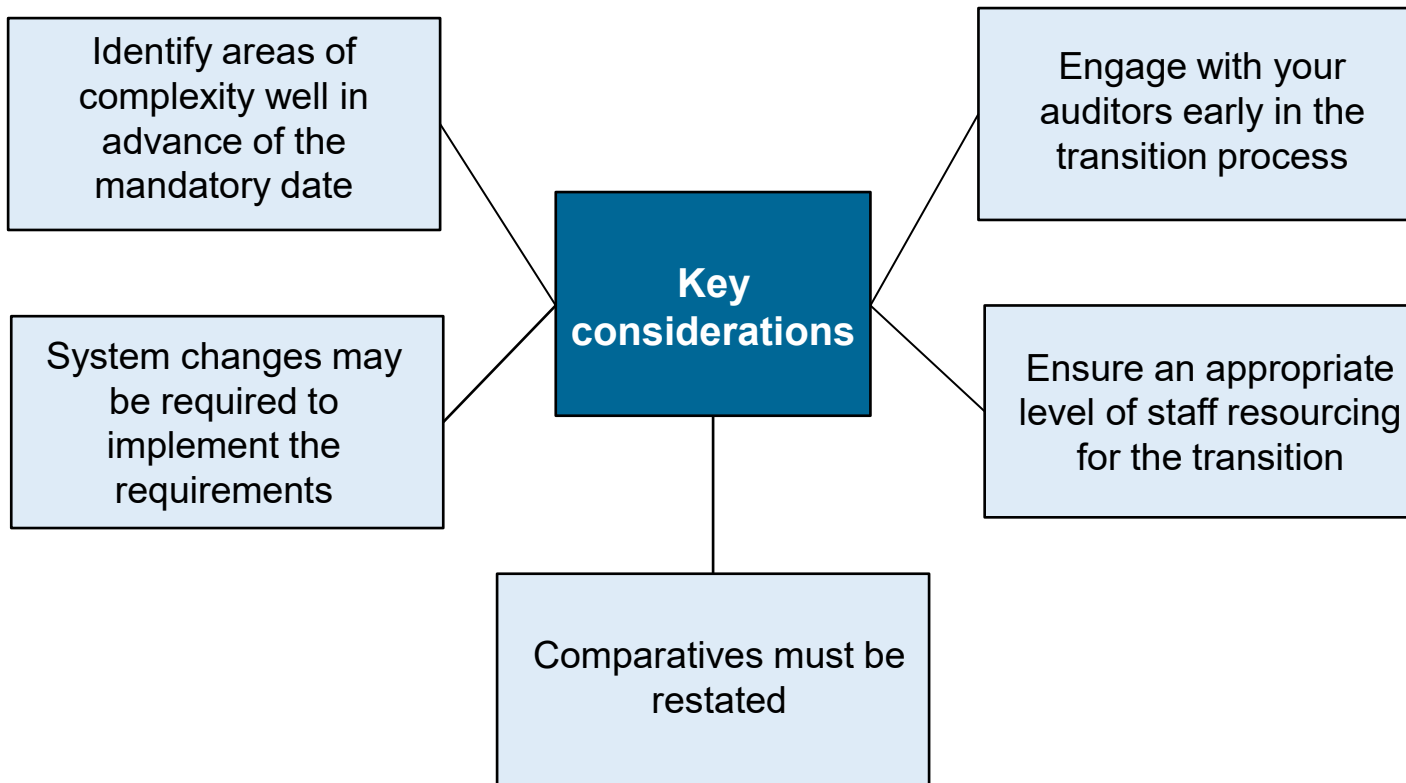 Identify areas of
complexity well in
advance of the
mandatory date
Engage with your
auditors early in the
transition process
Key
considerations
System changes may
be required to
implement the
requirements
Ensure an appropriate
level of staff resourcing
for the transition
Comparatives must be
restated